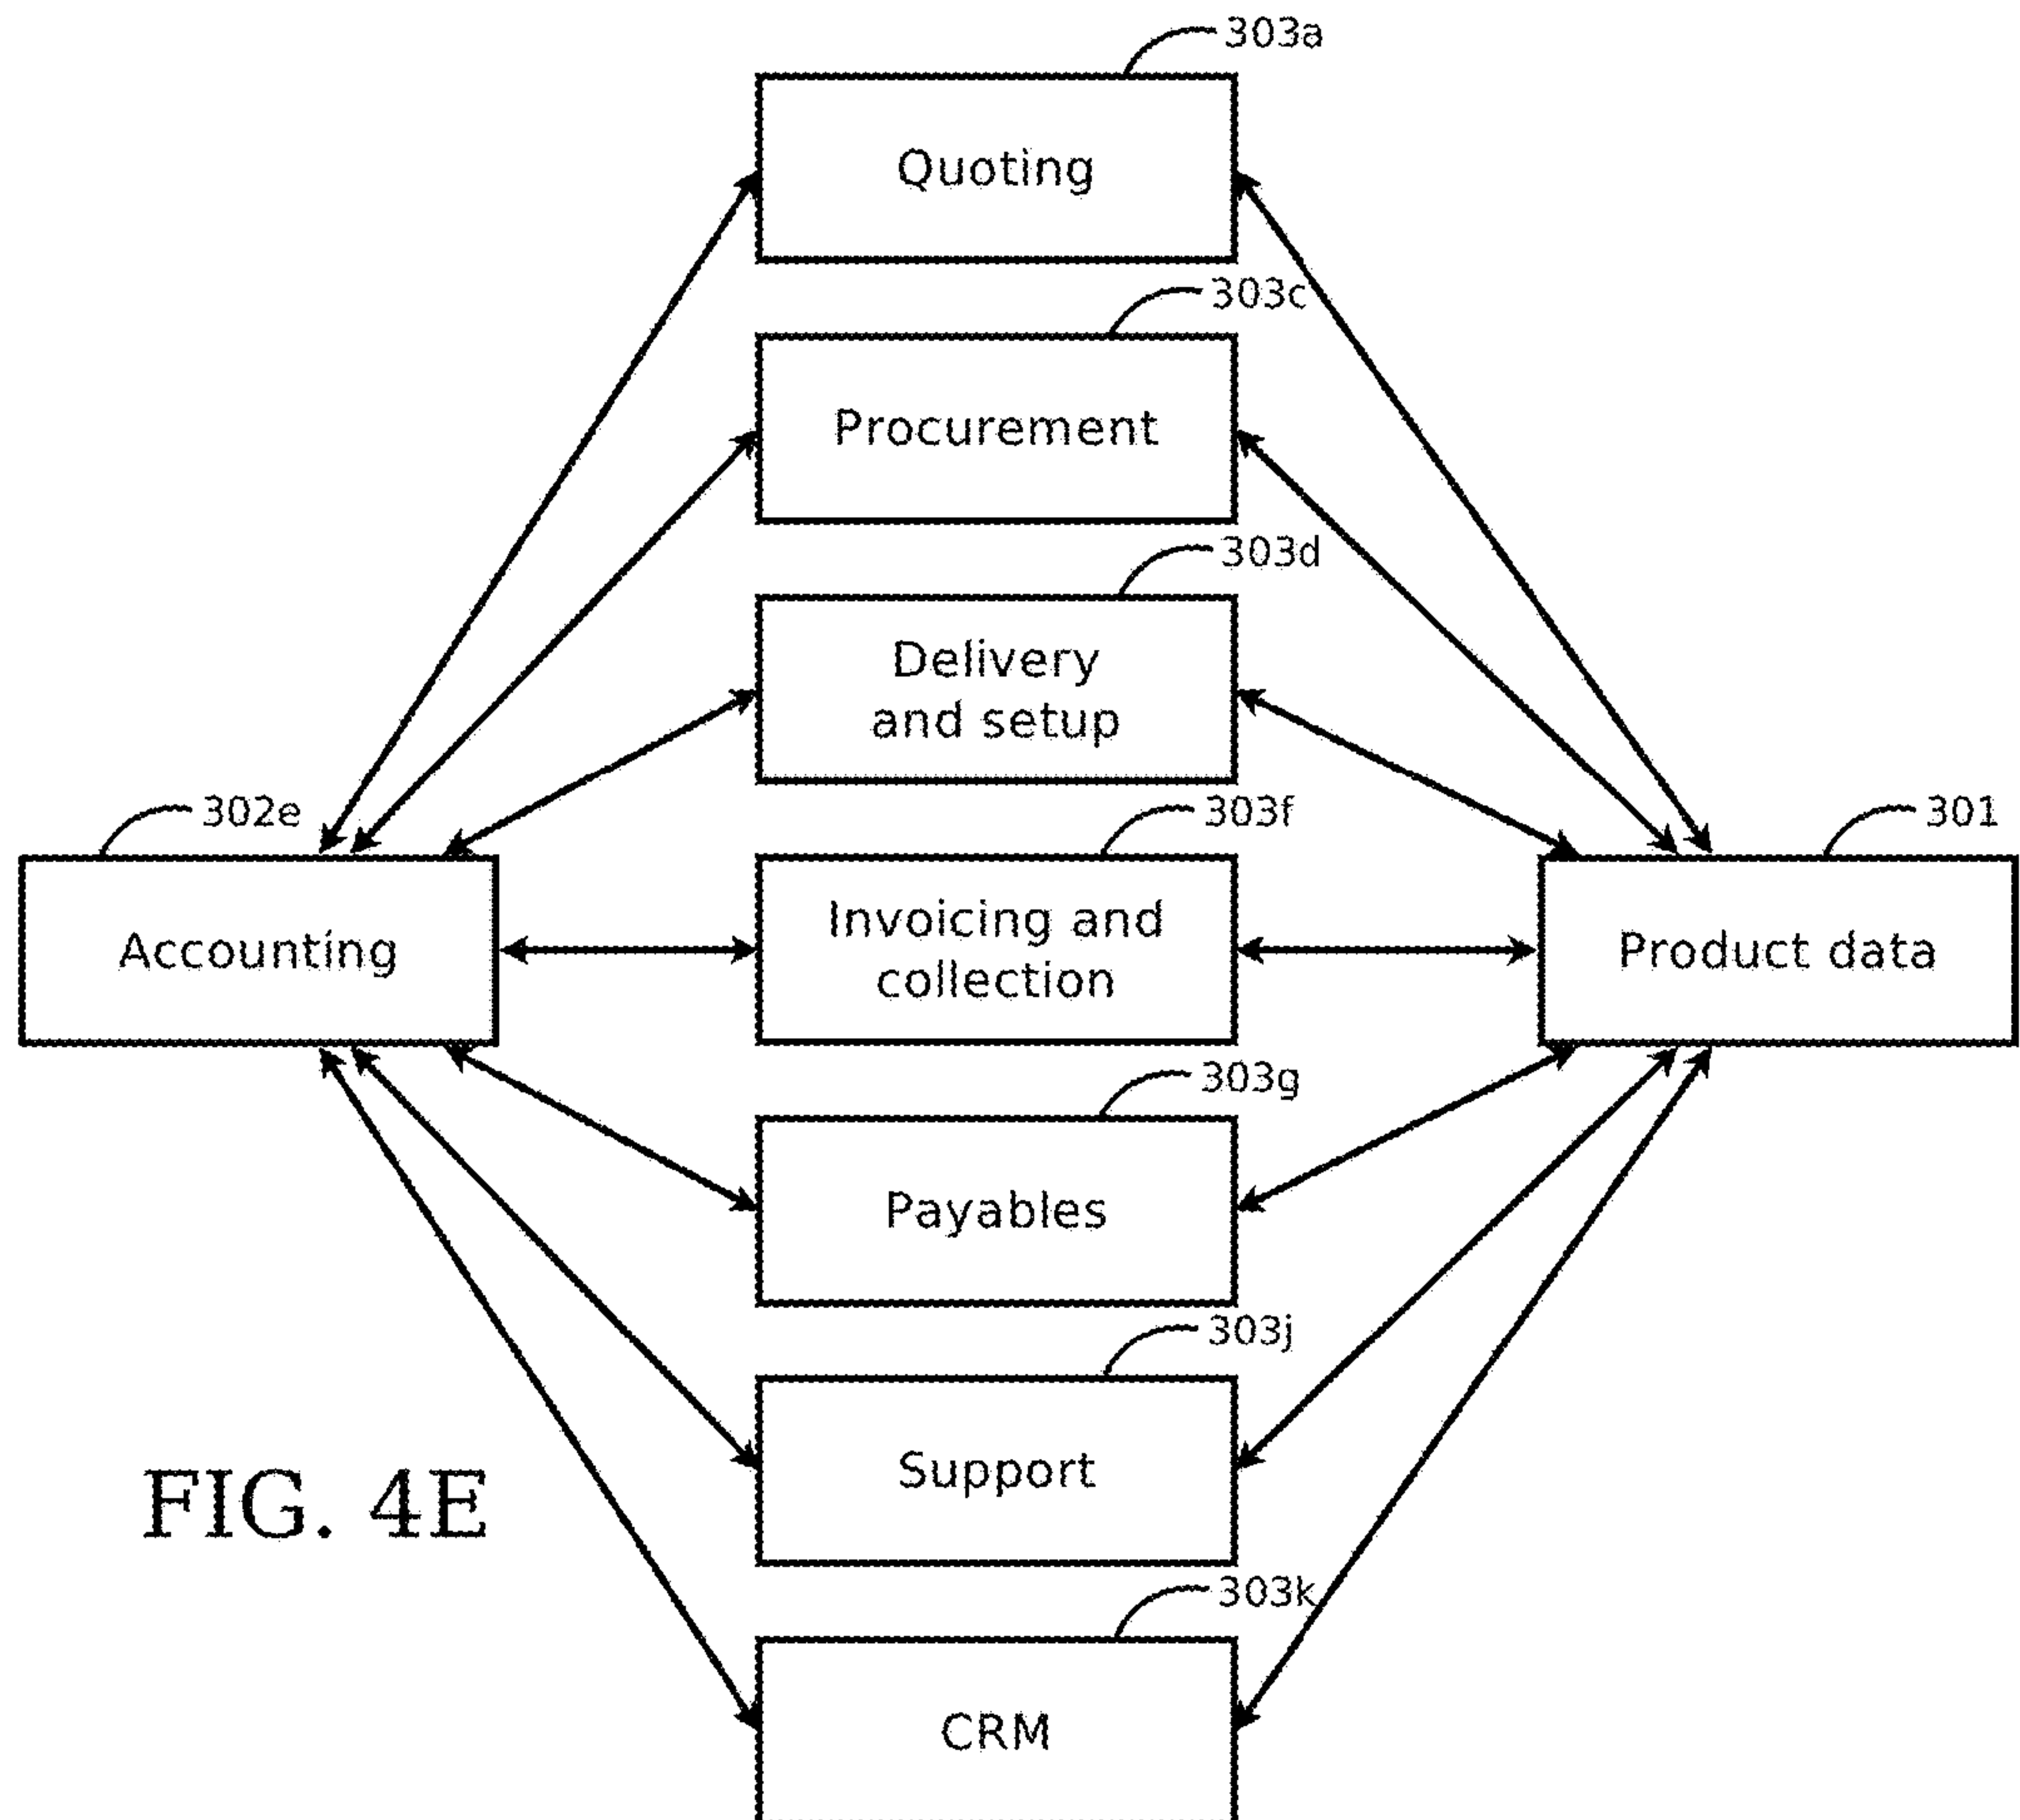 303a
Quoting
303c
Procurement
303d
Delivery
and setup
302e
303f
301
Accounting
Invoicing and
collection
Product data
303g
Payables
303j
Support
FIG. 4E
303k
CRM